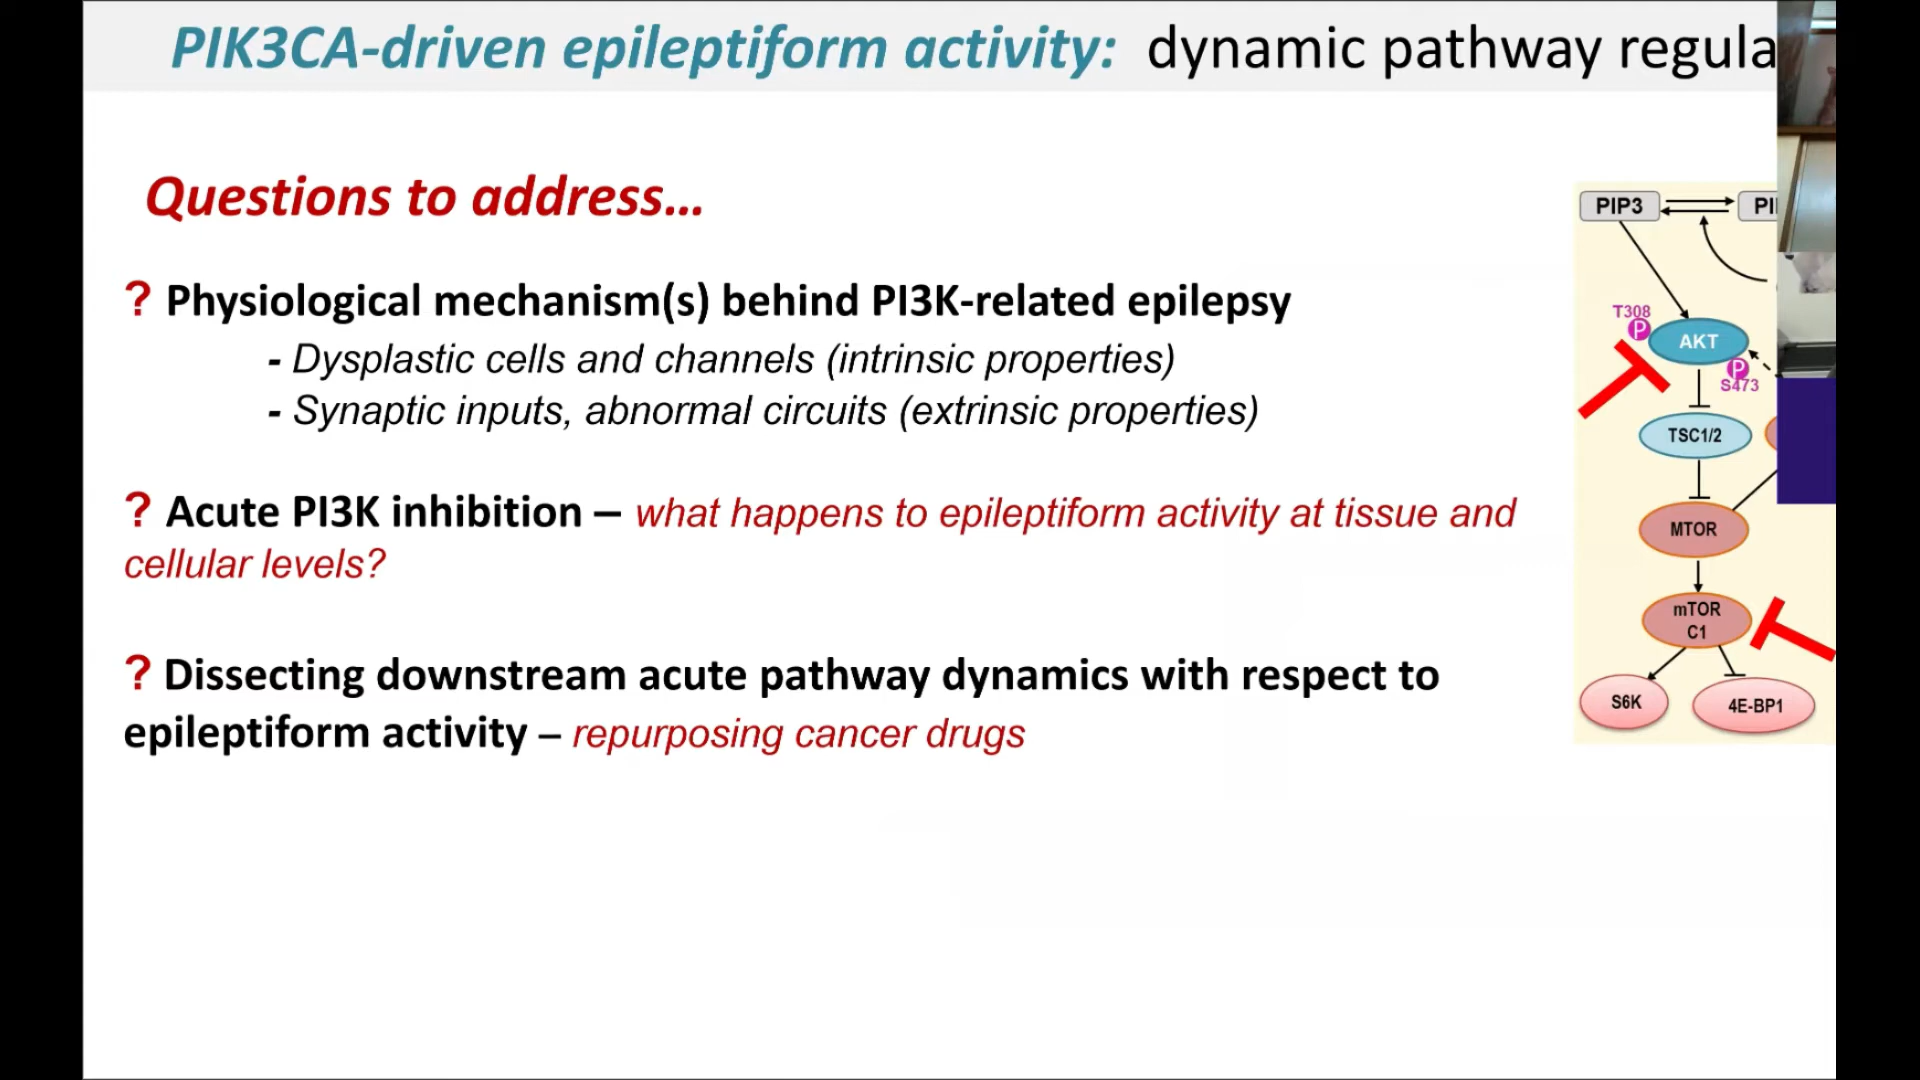 PIK3CA-driven epileptiform activity: dynamic pathway regula
Questions to address...
? Physiological mechanism(s) behind PI3K-related epilepsy
- Dysplastic cells and channels (intrinsic properties)
- Synaptic inputs, abnormal circuits (extrinsic properties)
? Acute PI3K inhibition – what happens to epileptiform activity at tissue and
cellular levels?
? Dissecting downstream acute pathway dynamics with respect to
epileptiform activity – repurposing cancer drugs
PIP3 PI
T308
P
AKT
P
S473
TSC1/2
MTOR
mTOR
C1
S6K
4E-BP1